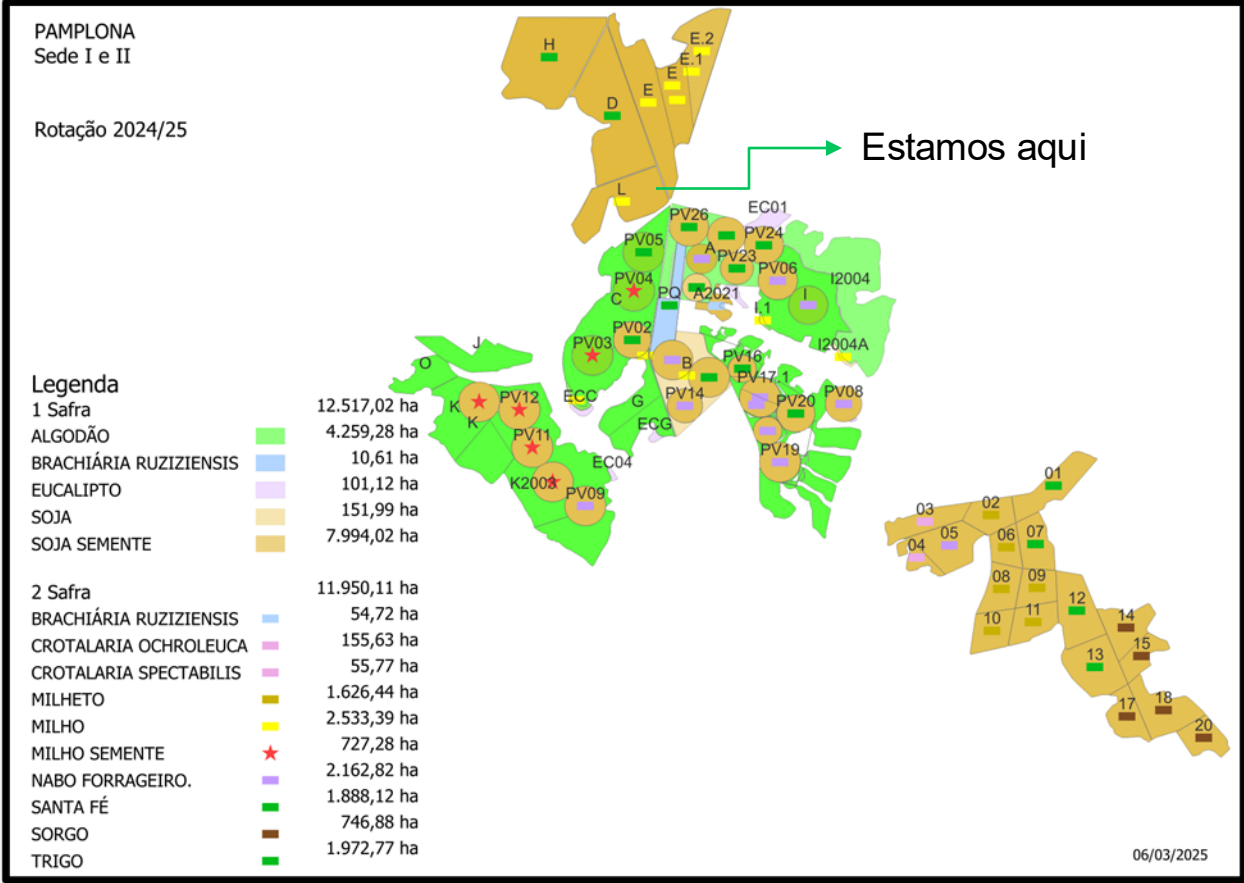 PAMPLONA
Sede I e II
Rotação 2024/25
Estamos aqui
H
D
E
E
E.1
E.2
L
EC01
PV26
PV24
PV05
A
PV23
PV06
PV04
C
PQ
A2021
I
I2004
I.1
I2004A
PV02
PV03
B
PV16
PV17.1
J
O
K
K
PV12
ECC
G
PV14
ECG
PV20
PV08
PV11
EC04
PV19
PV09
01
02
03
04
05
06
07
08
09
10
11
12
13
14
15
17
18
20
Legenda
1 Safra 12.517,02 ha
ALGODÃO 4.259,28 ha
BRACHIÁRIA RUZIZIENSIS 10,61 ha
EUCALIPTO 101,12 ha
SOJA 151,99 ha
SOJA SEMENTE 7.994,02 ha
2 Safra 11.950,11 ha
BRACHIÁRIA RUZIZIENSIS 54,72 ha
CROTALARIA OCHROLEUCA 155,63 ha
CROTALARIA SPECTABILIS 55,77 ha
MILHETO 1.626,44 ha
MILHO 2.533,39 ha
MILHO SEMENTE 727,28 ha
NABO FORRAGEIRO. 2.162,82 ha
SANTA FÉ 1.888,12 ha
SORGO 746,88 ha
TRIGO 1.972,77 ha
06/03/2025